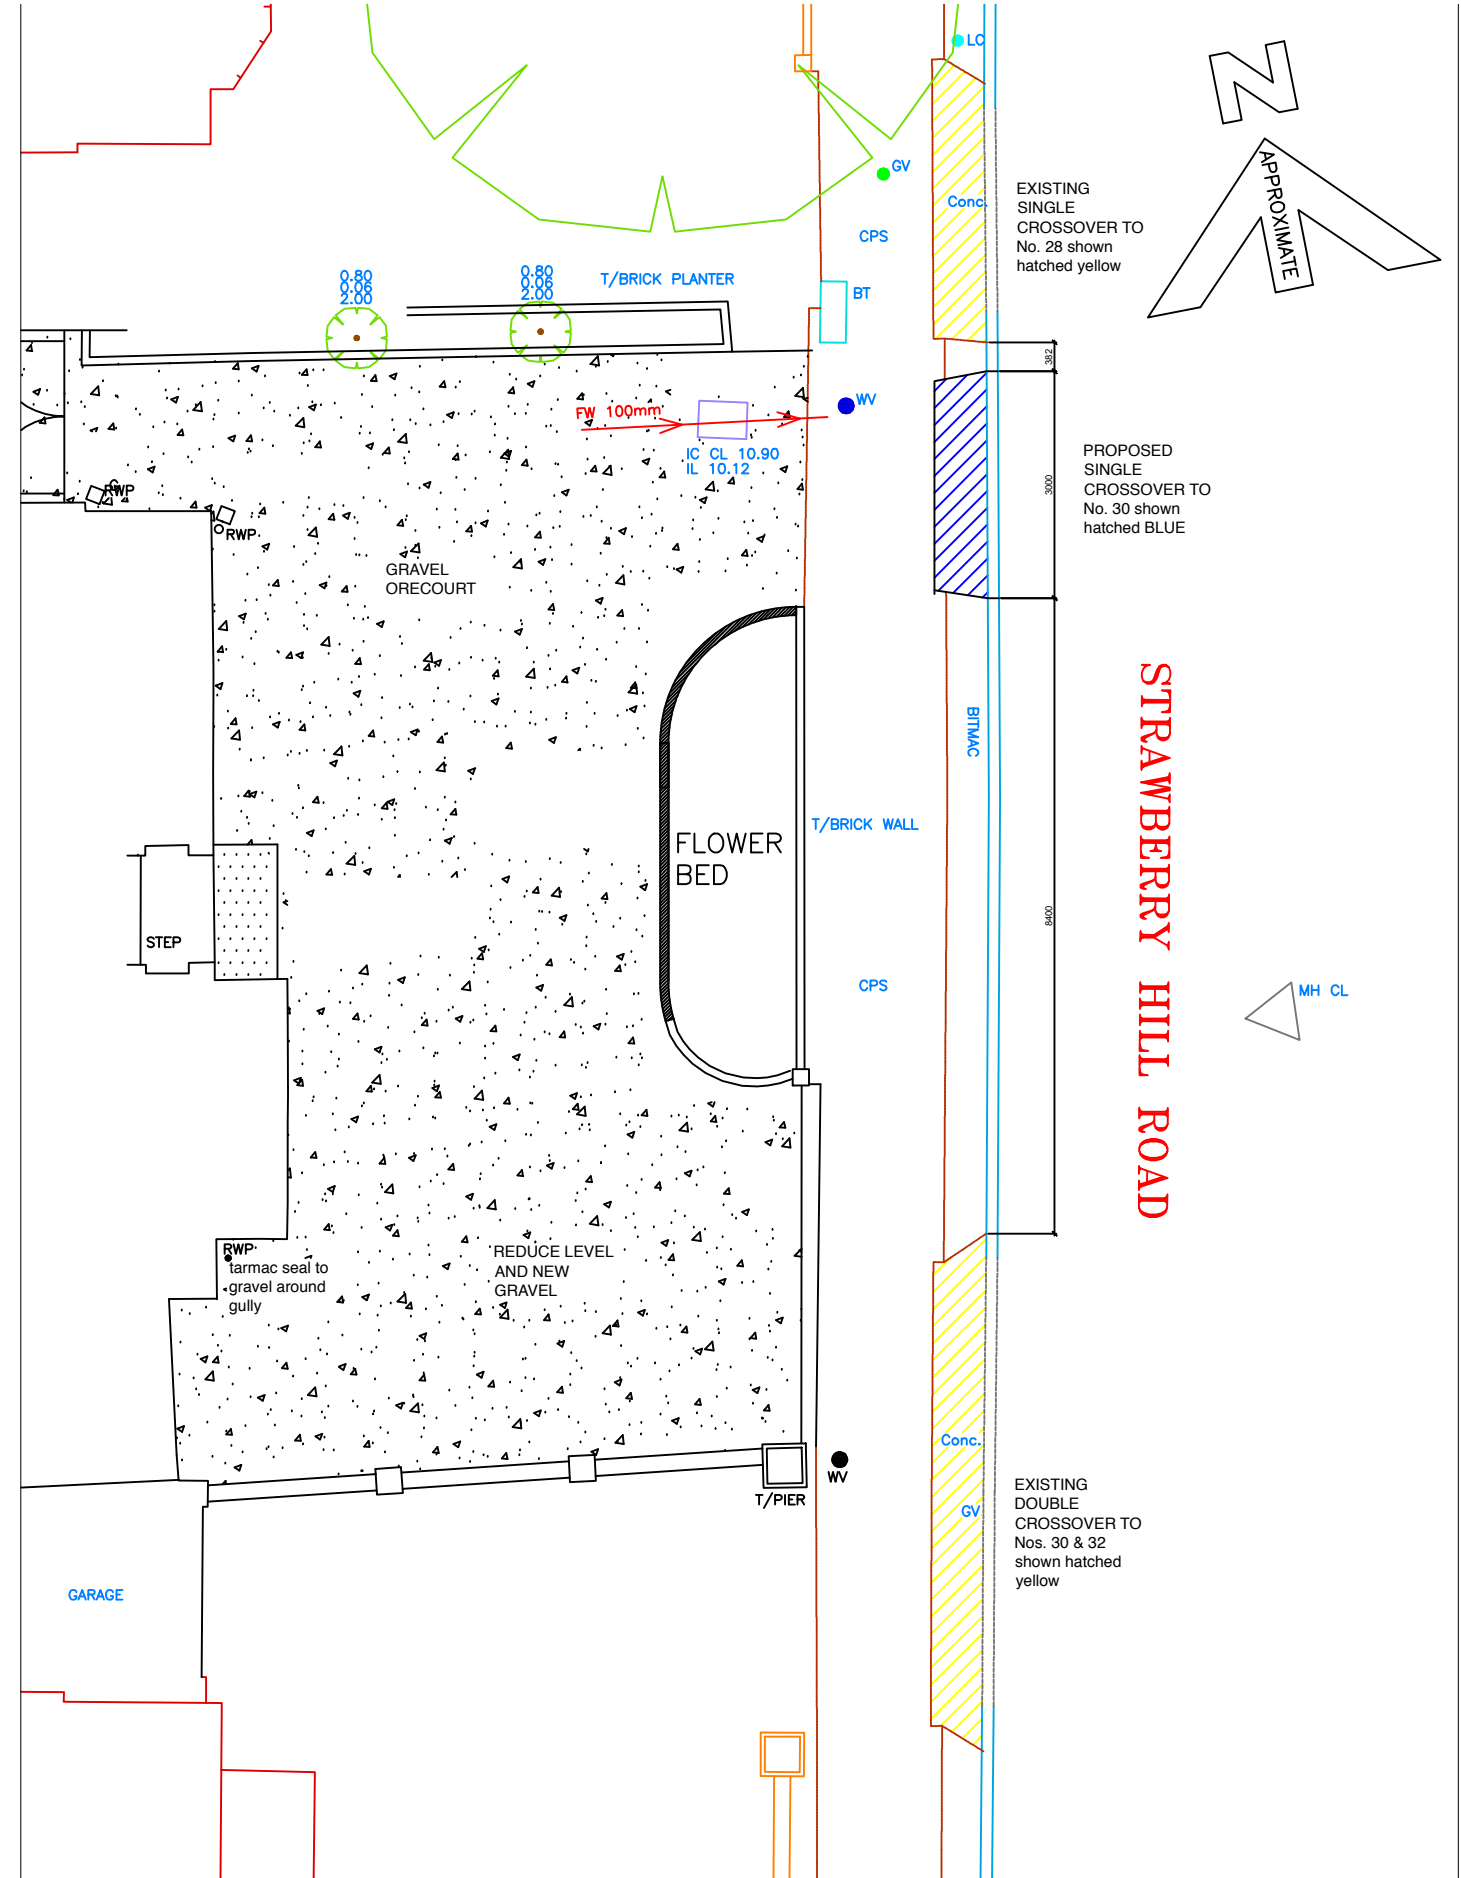 LC
N
APPROXIMATE
GV
Conc.
EXISTING
SINGLE
CROSSOVER TO
No. 28 shown
hatched yellow
CPS
0.80
0.06
2.00
0.80
0.06
2.00
T/BRICK PLANTER
BT
382
WV
FW 100mm
IC CL 10.90
IL 10.12
PROPOSED
SINGLE
CROSSOVER TO
No. 30 shown
hatched BLUE
3000
G
RWP
RWP
GRAVEL
ORECOURT
STRAWBERRY HILL ROAD
BITMAC
T/BRICK WALL
FLOWER
BED
8400
STEP
CPS
MH CL
RWP
tarmac seal to
gravel around
gully
REDUCE LEVEL
AND NEW
GRAVEL
Conc.
WV
T/PIER
GV
EXISTING
DOUBLE
CROSSOVER TO
Nos. 30 & 32
shown hatched
yellow
GARAGE